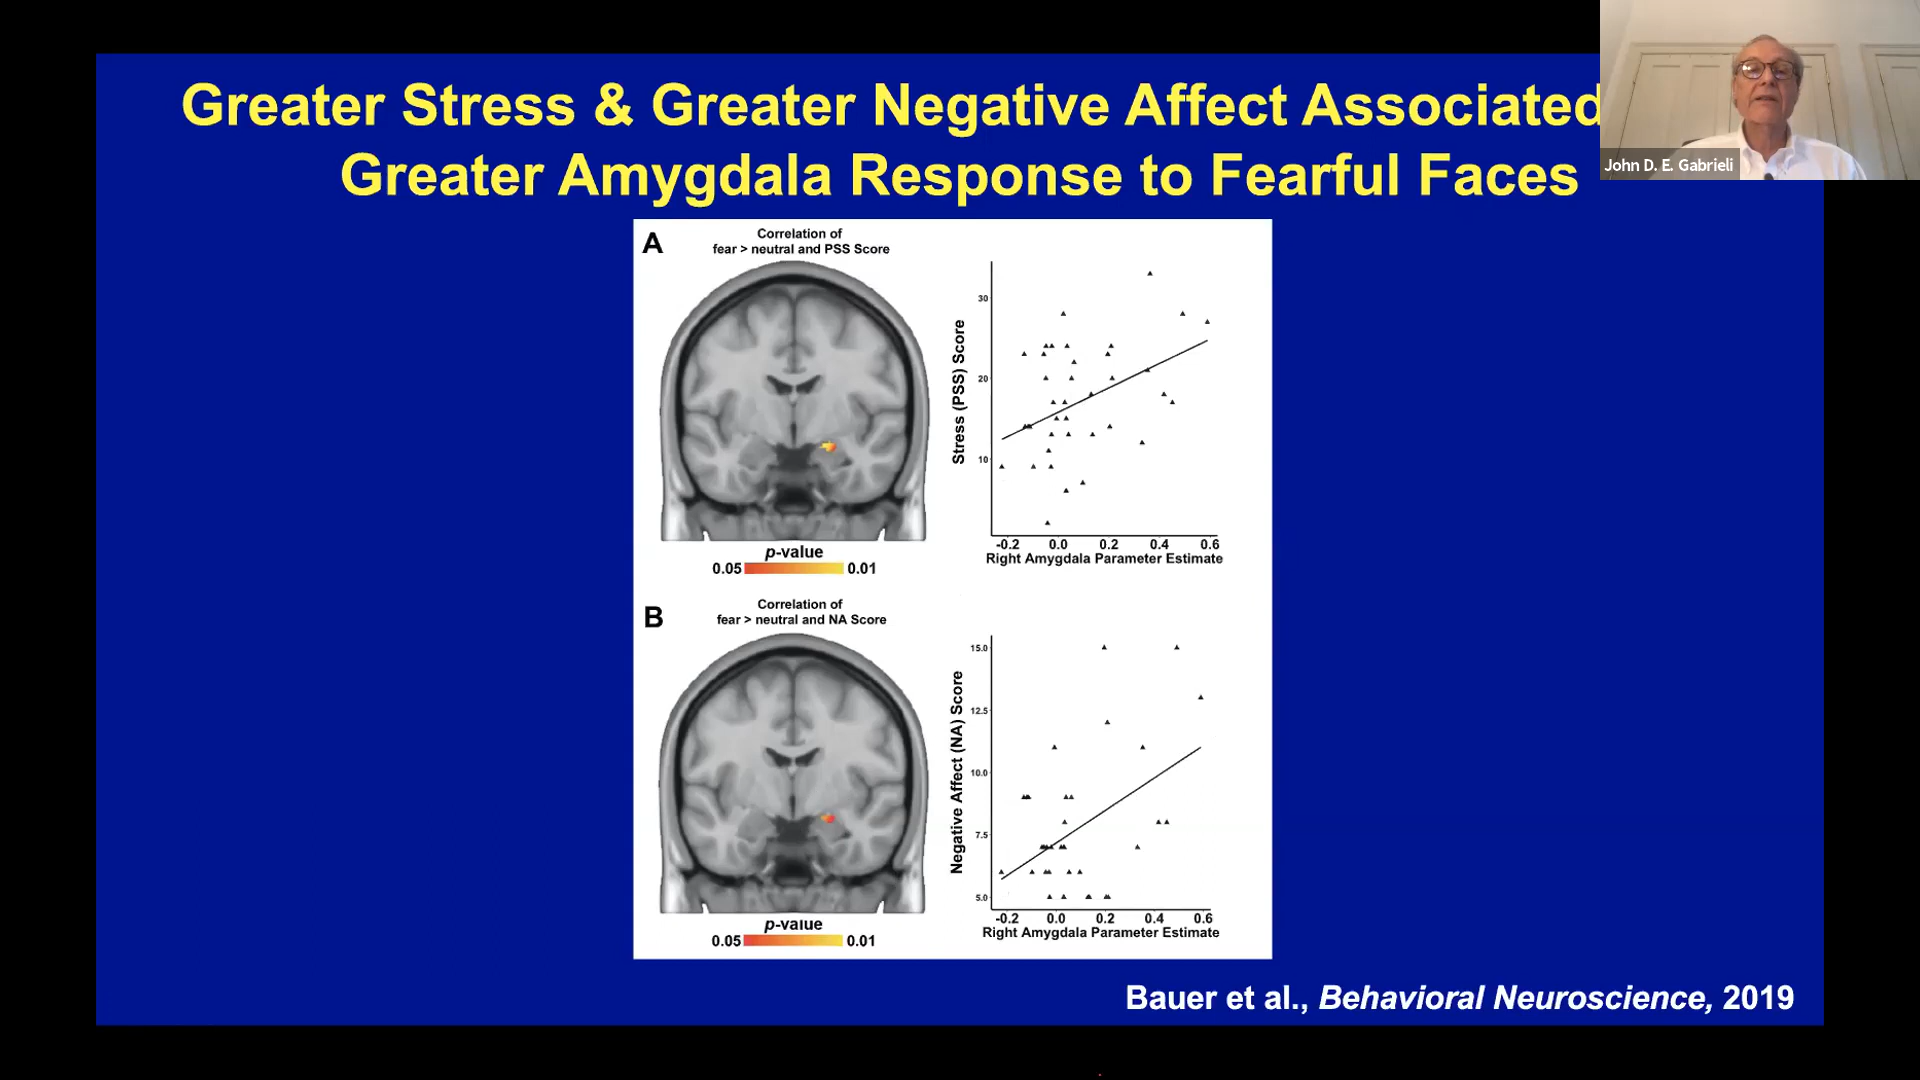 Greater Stress & Greater Negative Affect Associated
Greater Amygdala Response to Fearful Faces
John D. E. Gabrieli
A
Correlation of
fear > neutral and PSS Score
p-value
0.05
0.01
Stress (PSS) Score
30
20
10
-0.2 0.0 0.2 0.4 0.6
Right Amygdala Parameter Estimate
B
Correlation of
fear > neutral and NA Score
p-value
0.05
0.01
Negative Affect (NA) Score
15.0
12.5
10.0
7.5
5.0
-0.2 0.0 0.2 0.4 0.6
Right Amygdala Parameter Estimate
Bauer et al., Behavioral Neuroscience, 2019